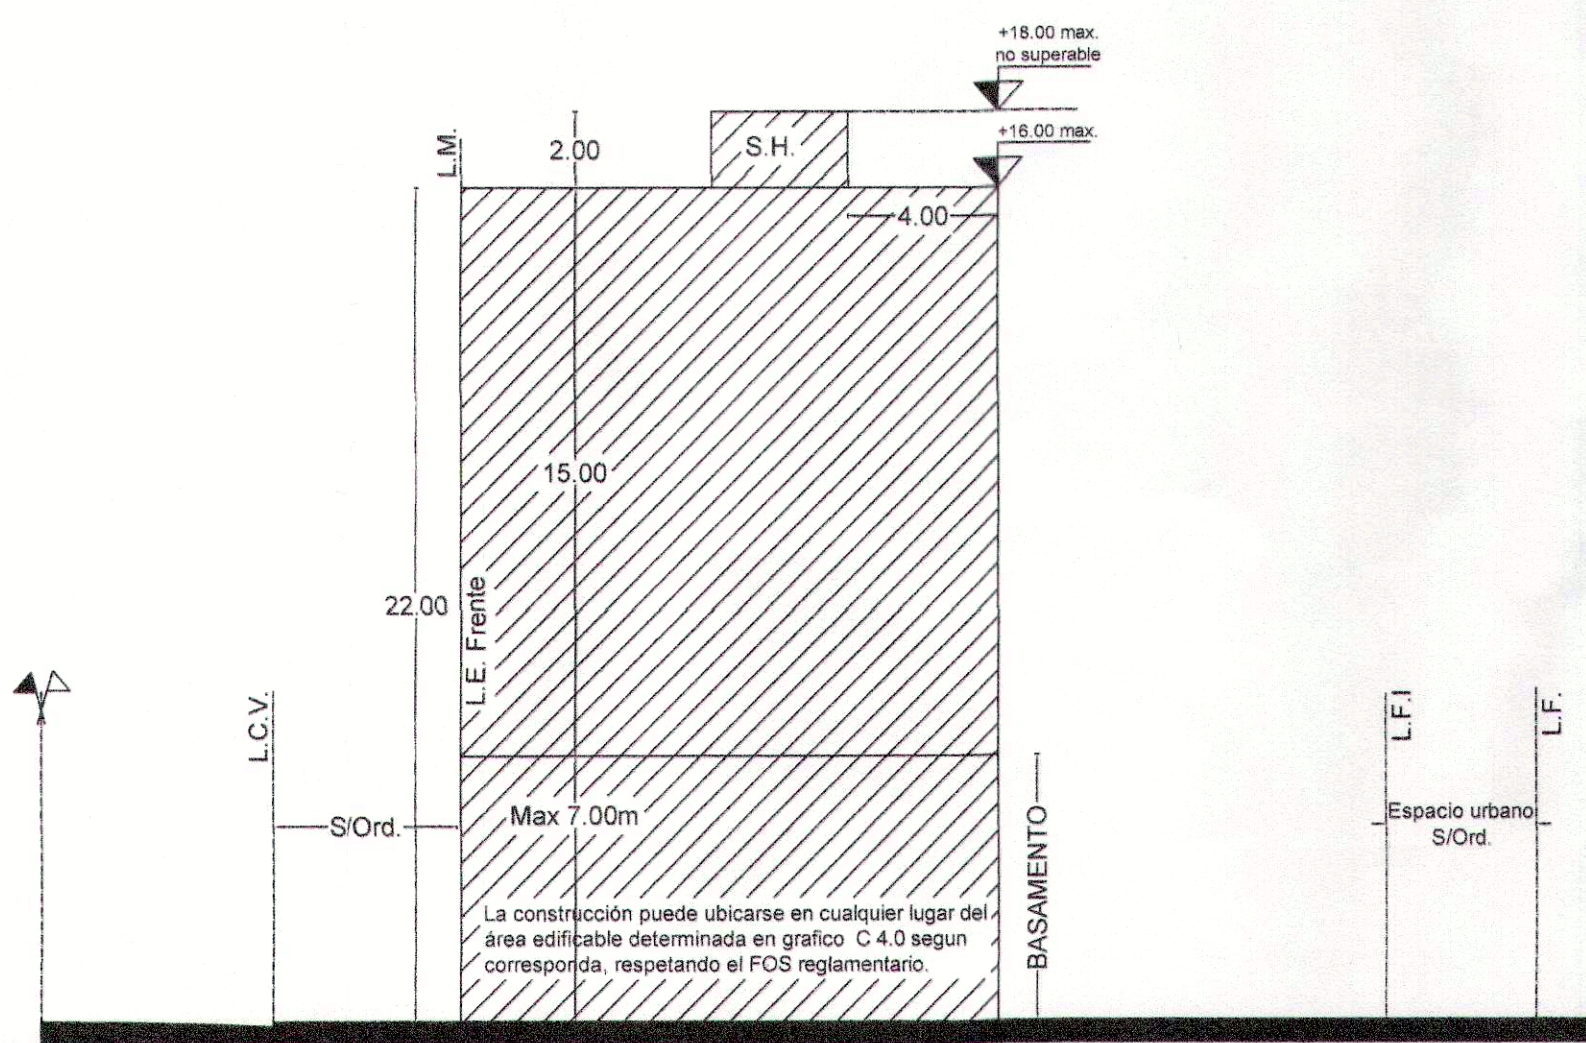 +18.00 max.
no superable
+16.00 max.
L.M.
2.00
S.H.
4.00
15.00
22.00
L.E. Frente
L.C.V.
S/Ord.
Max 7.00m
BASAMENTO
L.F.I
L.F.
Espacio urbano
S/Ord.
La construcción puede ubicarse en cualquier lugar del
área edificable determinada en grafico C 4.0 segun
corresponda, respetando el FOS reglamentario.